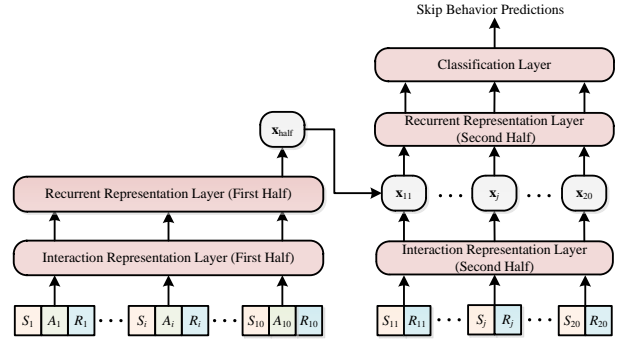 Skip Behavior Predictions
Classification Layer
Recurrent Representation Layer
(Second Half)
x_half
x_11 ... x_j ... x_20
Recurrent Representation Layer (First Half)
Interaction Representation Layer (First Half)
Interaction Representation Layer
(Second Half)
S_1 A_1 R_1 ... S_i A_i R_i ... S_10 A_10 R_10
S_11 R_11 ... S_j R_j ... S_20 R_20